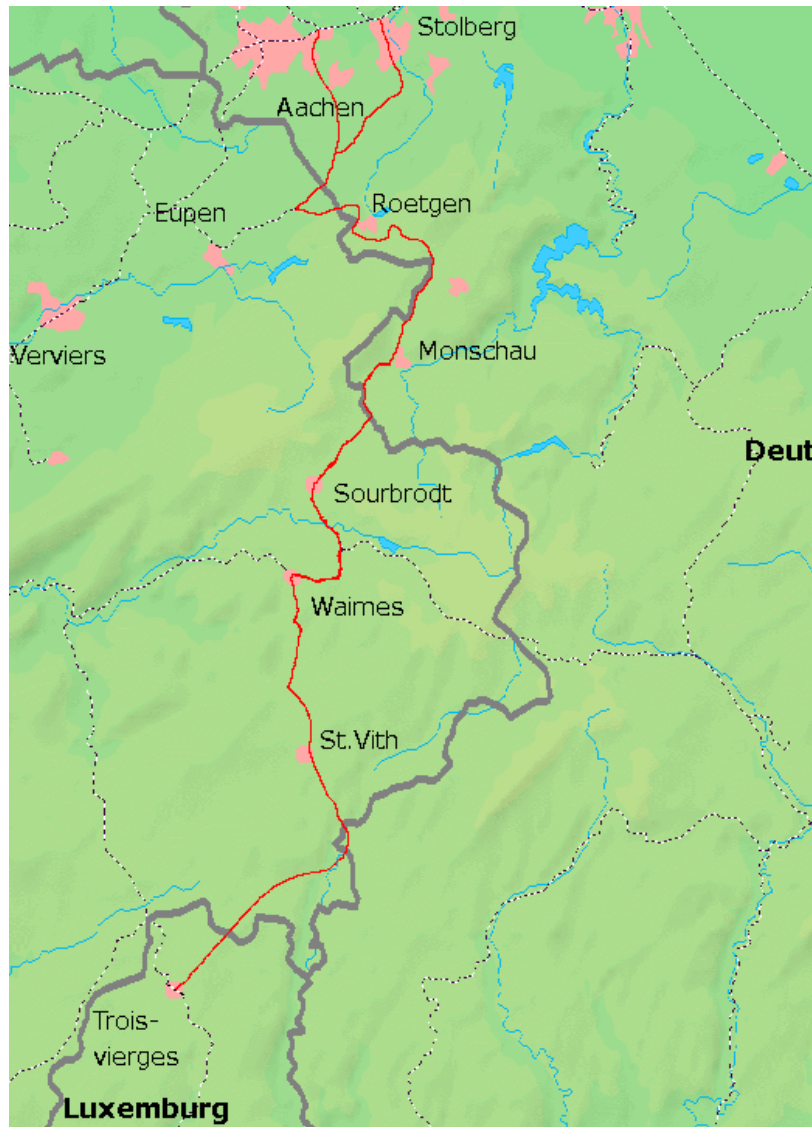 Stolberg
Aachen
Roetgen
Eupen
Verviers
Monschau
Deut
Sourbrodt
Waimes
St.Vith
Trois-
vierges
Luxemburg